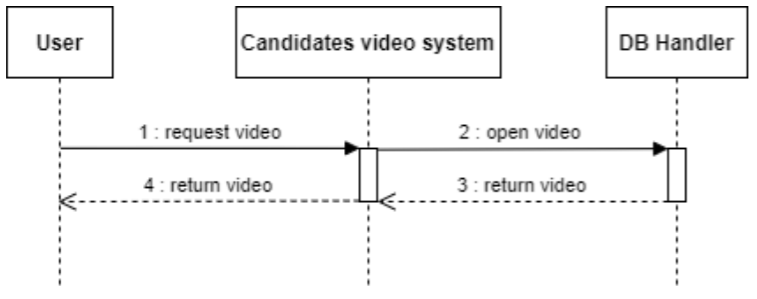 User
Candidates video system
DB Handler
1 : request video
2 : open video
4 : return video
3 : return video